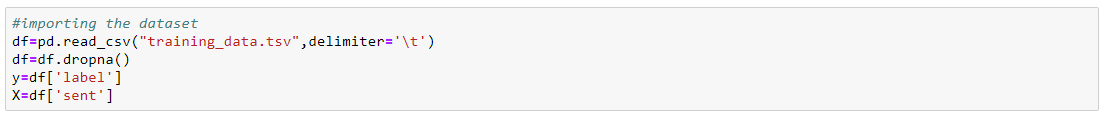 #importing the dataset
df=pd.read_csv("training_data.tsv",delimiter='\t')
df=df.dropna()
y=df['label']
X=df['sent']